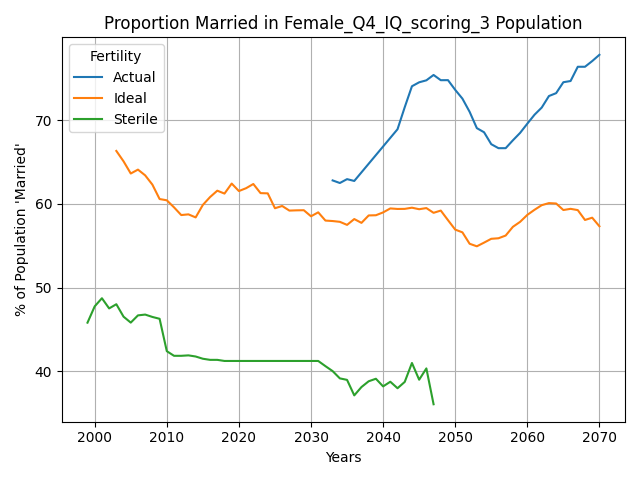 Proportion Married in Female_Q4_IQ_scoring_3 Population
Fertility
Actual
Ideal
Sterile
% of Population 'Married'
70
60
50
40
2000 2010 2020 2030 2040 2050 2060 2070
Years